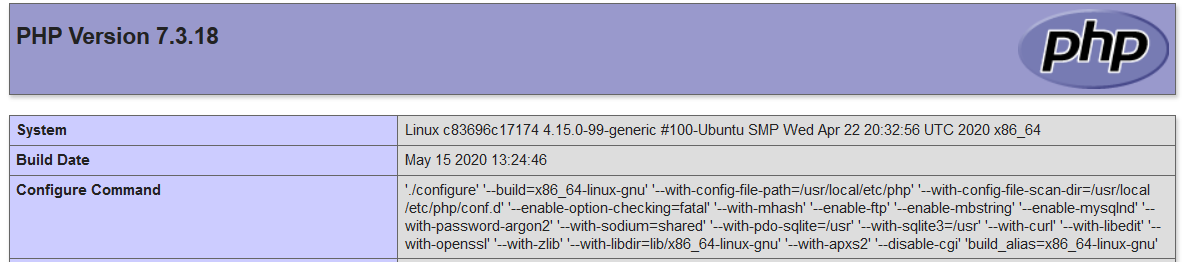 PHP Version 7.3.18
php
System Linux c83696c17174 4.15.0-99-generic #100-Ubuntu SMP Wed Apr 22 20:32:56 UTC 2020 x86_64
Build Date May 15 2020 13:24:46
Configure Command './configure' '--build=x86_64-linux-gnu' '--with-config-file-path=/usr/local/etc/php' '--with-config-file-scan-dir=/usr/local
/etc/php/conf.d' '--enable-option-checking=fatal' '--with-mhash' '--enable-ftp' '--enable-mbstring' '--enable-mysqlnd' '--
with-password-argon2' '--with-sodium=shared' '--with-pdo-sqlite=/usr' '--with-sqlite3=/usr' '--with-curl' '--with-libedit' '--
with-openssl' '--with-zlib' '--with-libdir=lib/x86_64-linux-gnu' '--with-apxs2' '--disable-cgi' 'build_alias=x86_64-linux-gnu'